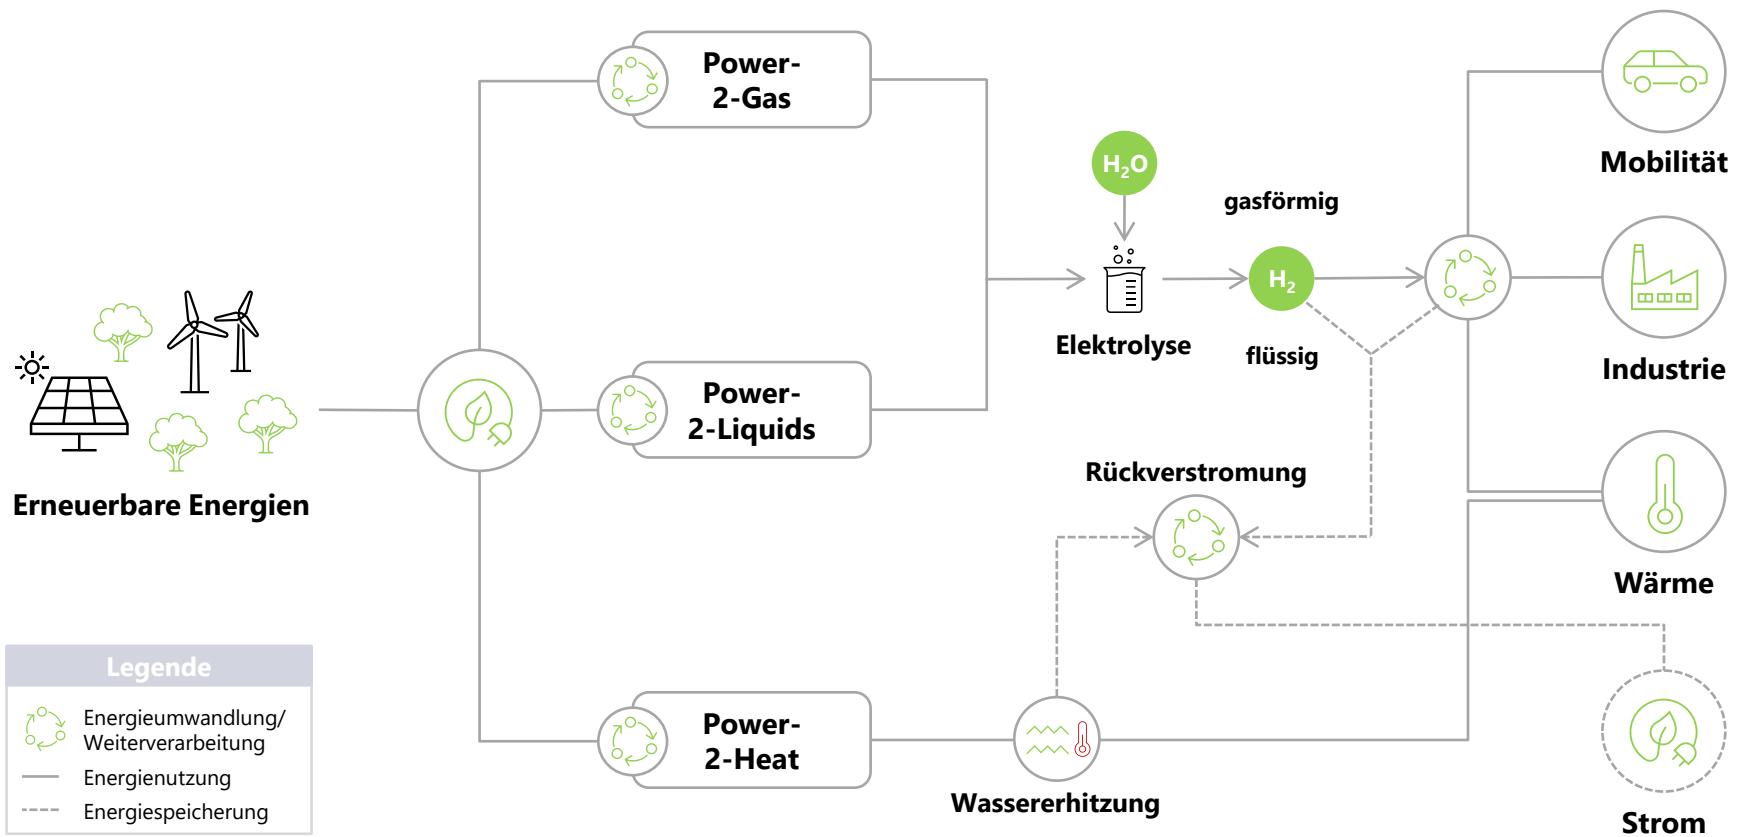 Power-
2-Gas
H₂O
gasförmig
H₂
flüssig
Elektrolyse
Mobilität
Industrie
Power-
2-Liquids
Erneuerbare Energien
Rückverstromung
Wärme
Power-
2-Heat
Wassererhitzung
Strom
Legende
Energieumwandlung/
Weiterverarbeitung
Energienutzung
Energiespeicherung